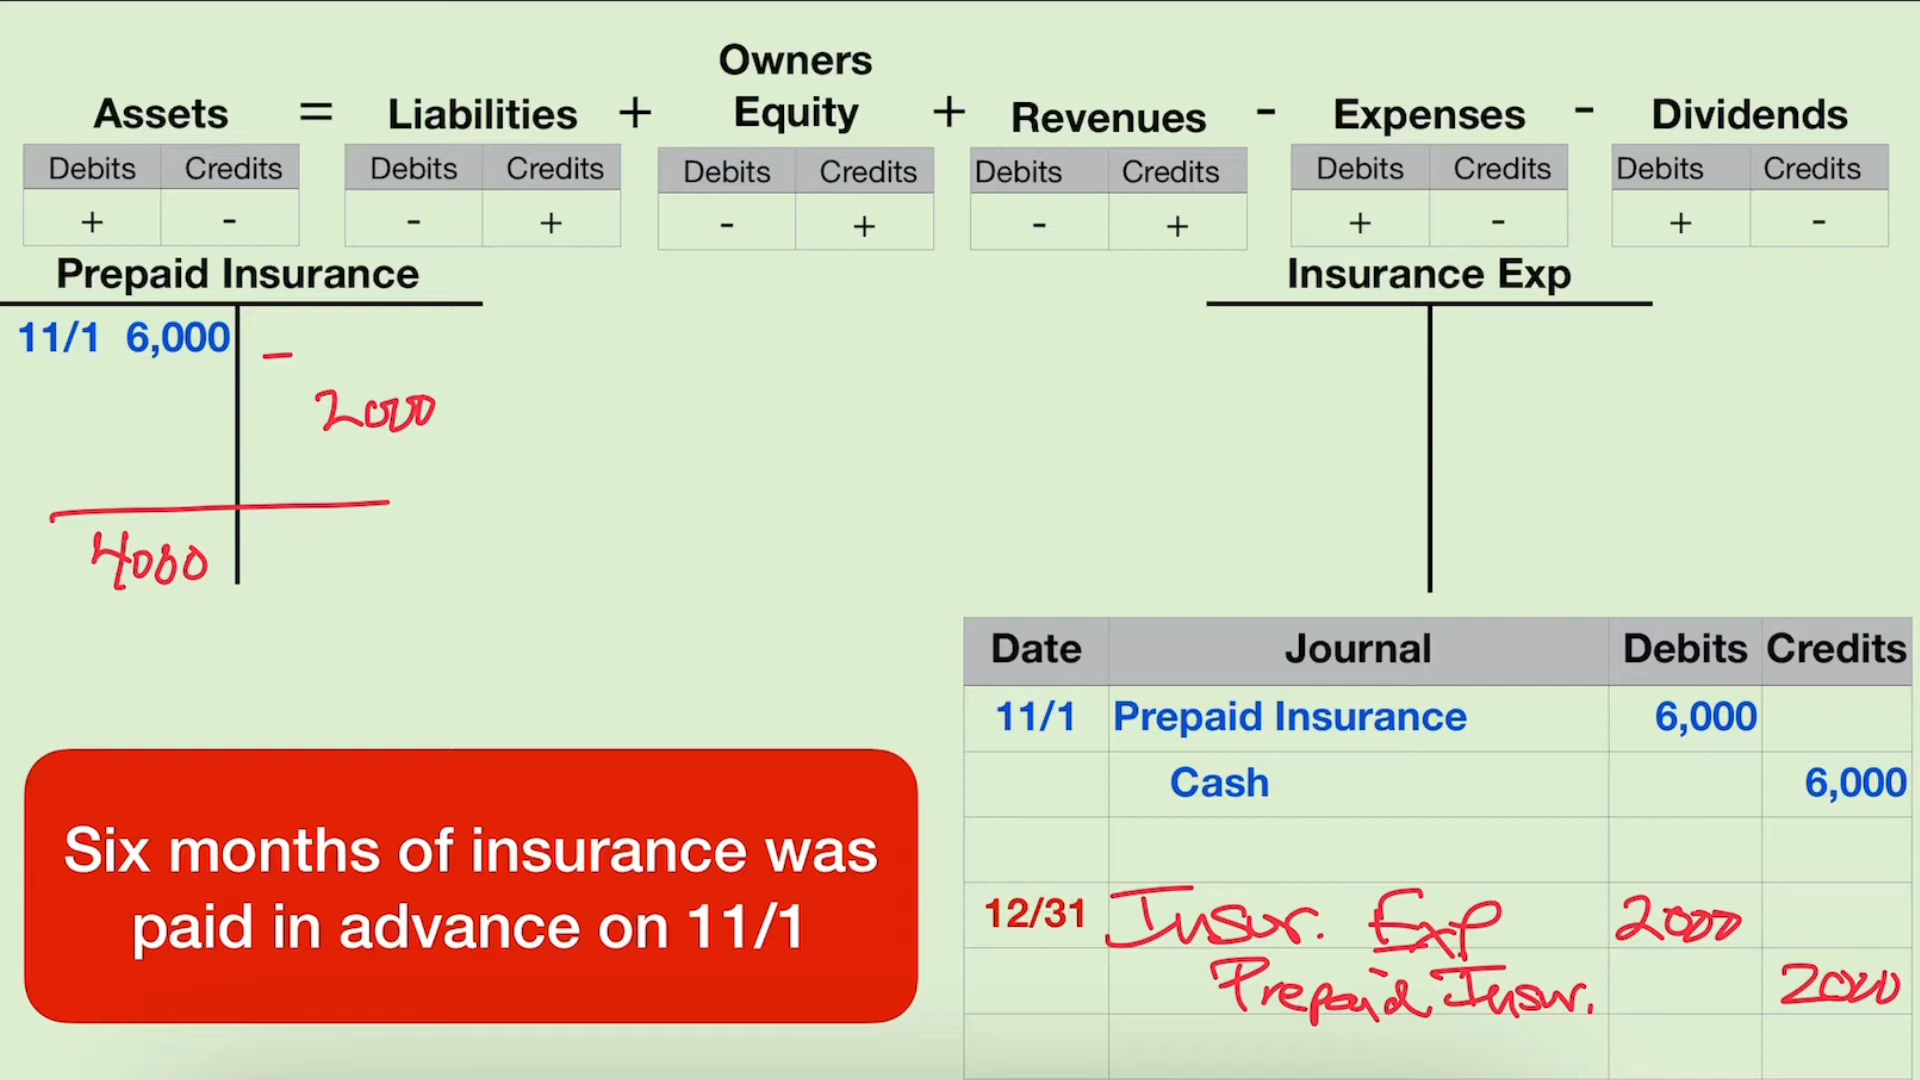 Assets = Liabilities + Owners Equity + Revenues - Expenses - Dividends
Debits Credits Debits Credits Debits Credits Debits Credits Debits Credits Debits Credits
+ - - + - + - + + - + -
Prepaid Insurance
11/1 6,000
-
2000
4000
Insurance Exp
Date Journal Debits Credits
11/1 Prepaid Insurance 6,000
Cash 6,000
12/31 Insur. Exp 2000
Prepaid Insur. 2000
Six months of insurance was
paid in advance on 11/1